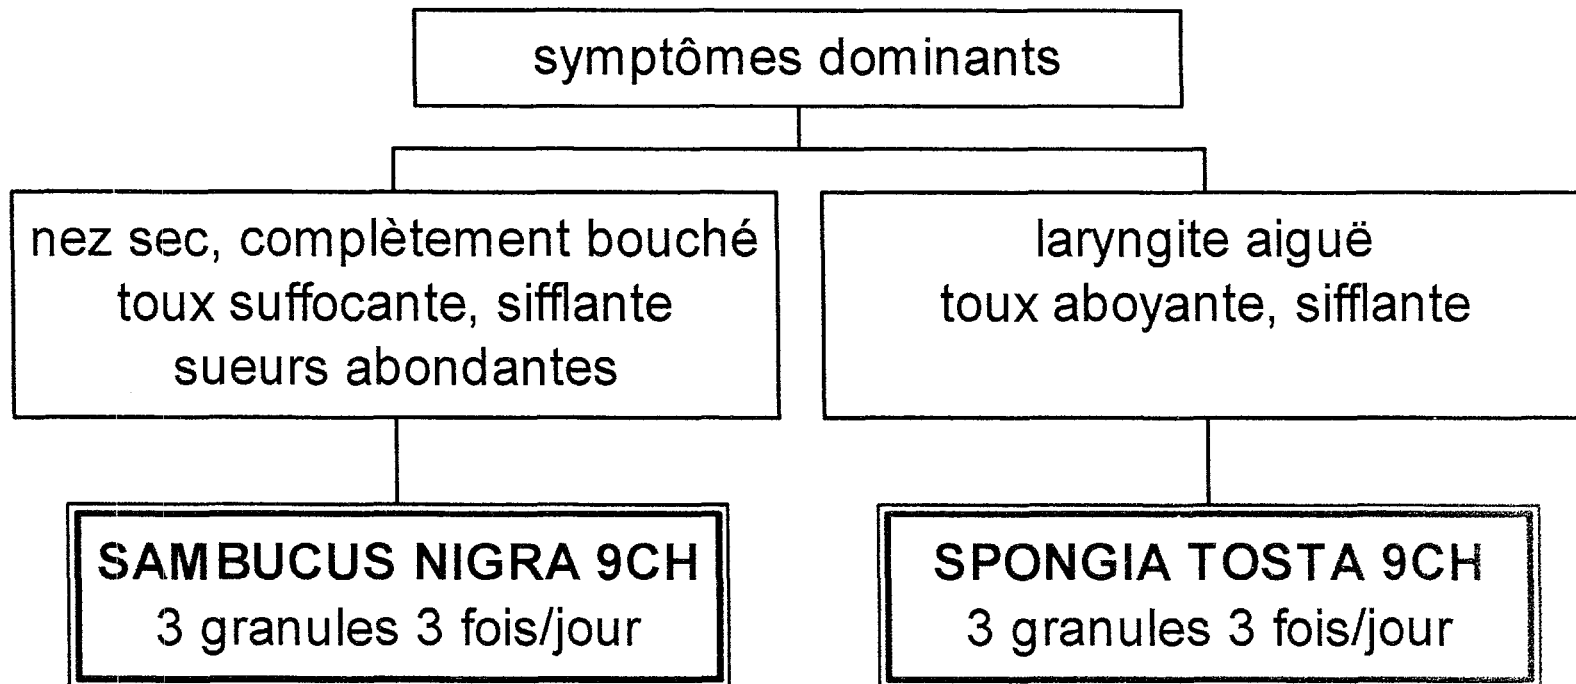 symptômes dominants
nez sec, complètement bouché
toux suffocante, sifflante
sueurs abondantes
laryngite aiguë
toux aboyante, sifflante
SAMBUCUS NIGRA 9CH
3 granules 3 fois/jour
SPONGIA TOSTA 9CH
3 granules 3 fois/jour